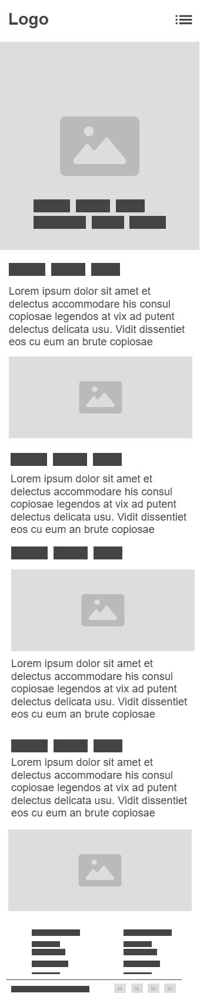 Logo
Lorem ipsum dolor sit amet et
delectus accommodare his consul
copiosae legendos at vix ad putent
delectus delicata usu. Vidit dissentiet
eos cu eum an brute copiosae
Lorem ipsum dolor sit amet et
delectus accommodare his consul
copiosae legendos at vix ad putent
delectus delicata usu. Vidit dissentiet
eos cu eum an brute copiosae
Lorem ipsum dolor sit amet et
delectus accommodare his consul
copiosae legendos at vix ad putent
delectus delicata usu. Vidit dissentiet
eos cu eum an brute copiosae
Lorem ipsum dolor sit amet et
delectus accommodare his consul
copiosae legendos at vix ad putent
delectus delicata usu. Vidit dissentiet
eos cu eum an brute copiosae